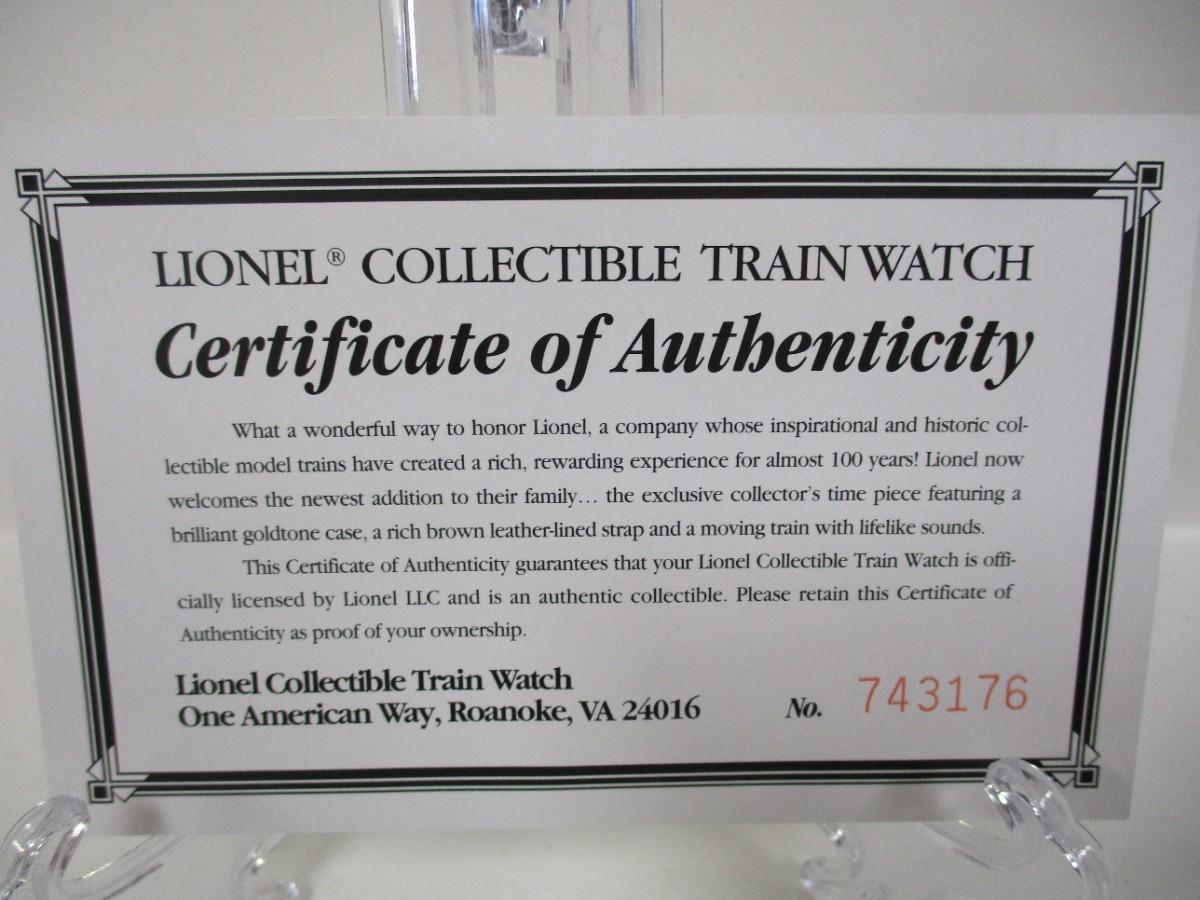 LIONEL® COLLECTIBLE TRAIN WATCH
Certificate of Authenticity
What a wonderful way to honor Lionel, a company whose inspirational and historic col-
lectible model trains have created a rich, rewarding experience for almost 100 years! Lionel now
welcomes the newest addition to their family... the exclusive collector's time piece featuring a
brilliant goldtone case, a rich brown leather-lined strap and a moving train with lifelike sounds.
This Certificate of Authenticity guarantees that your Lionel Collectible Train Watch is offi-
cially licensed by Lionel LLC and is an authentic collectible. Please retain this Certificate of
Authenticity as proof of your ownership.
Lionel Collectible Train Watch
One American Way, Roanoke, VA 24016 No. 743176